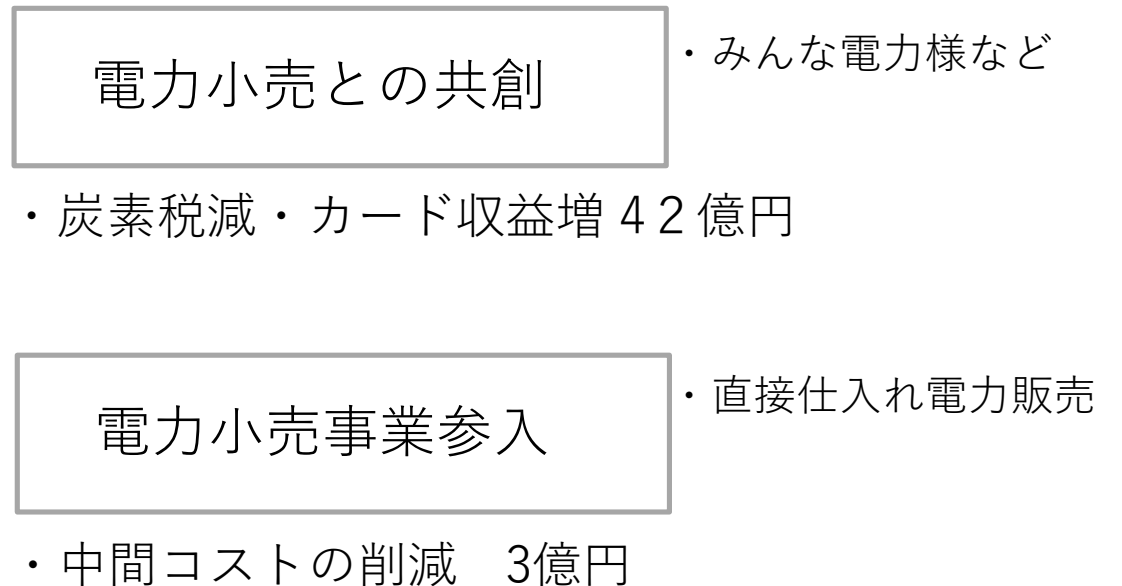 電力小売との共創
・みんな電力様など
・炭素税減・カード収益増４２億円
電力小売事業参入
・直接仕入れ電力販売
・中間コストの削減　3億円